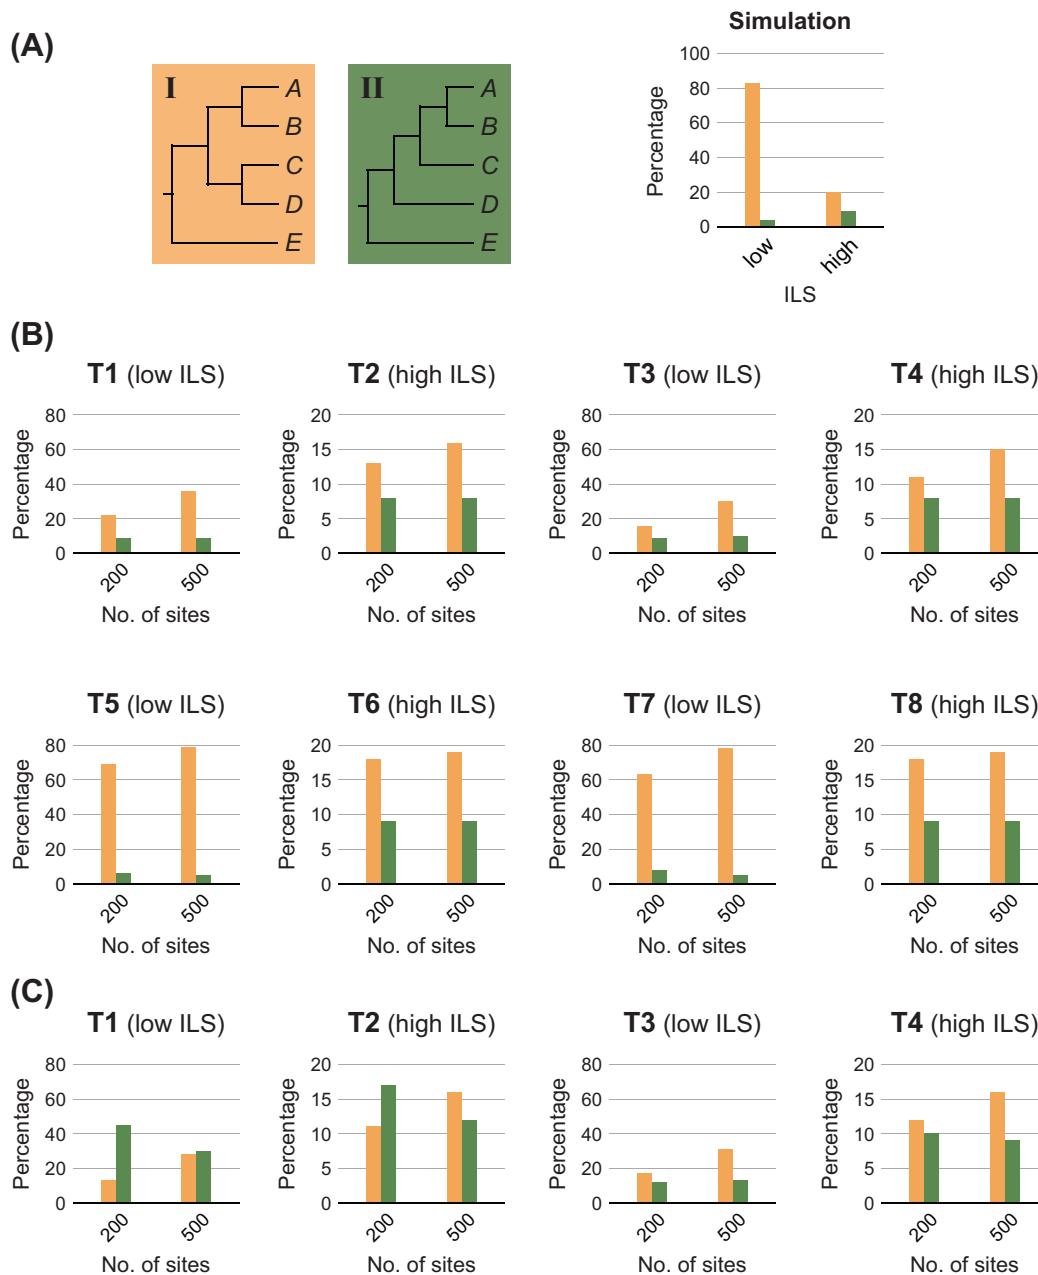 (A)
I
A
B
C
D
E
II
A
B
C
D
E
Simulation
Percentage
100
80
60
40
20
0
low
high
ILS
(B)
T1 (low ILS)
Percentage
80
60
40
20
0
200
500
No. of sites
T2 (high ILS)
Percentage
20
15
10
5
0
200
500
No. of sites
T3 (low ILS)
Percentage
80
60
40
20
0
200
500
No. of sites
T4 (high ILS)
Percentage
20
15
10
5
0
200
500
No. of sites
T5 (low ILS)
Percentage
80
60
40
20
0
200
500
No. of sites
T6 (high ILS)
Percentage
20
15
10
5
0
200
500
No. of sites
T7 (low ILS)
Percentage
80
60
40
20
0
200
500
No. of sites
T8 (high ILS)
Percentage
20
15
10
5
0
200
500
No. of sites
(C)
T1 (low ILS)
Percentage
80
60
40
20
0
200
500
No. of sites
T2 (high ILS)
Percentage
20
15
10
5
0
200
500
No. of sites
T3 (low ILS)
Percentage
80
60
40
20
0
200
500
No. of sites
T4 (high ILS)
Percentage
20
15
10
5
0
200
500
No. of sites